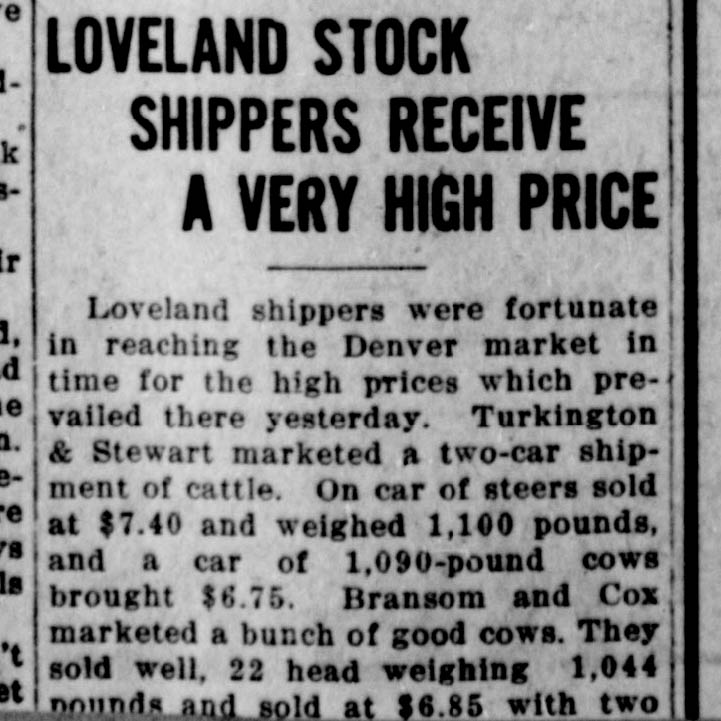 LOVELAND STOCK
SHIPPERS RECEIVE
A VERY HIGH PRICE
Loveland shippers were fortunate
in reaching the Denver market in
time for the high prices which pre-
vailed there yesterday. Turkington
& Stewart marketed a two-car ship-
ment of cattle. On car of steers sold
at $7.40 and weighed 1,100 pounds,
and a car of 1,090-pound cows
brought $6.75. Bransom and Cox
marketed a bunch of good cows. They
sold well, 22 head weighing 1,044
pounds and sold at $6.85 with two